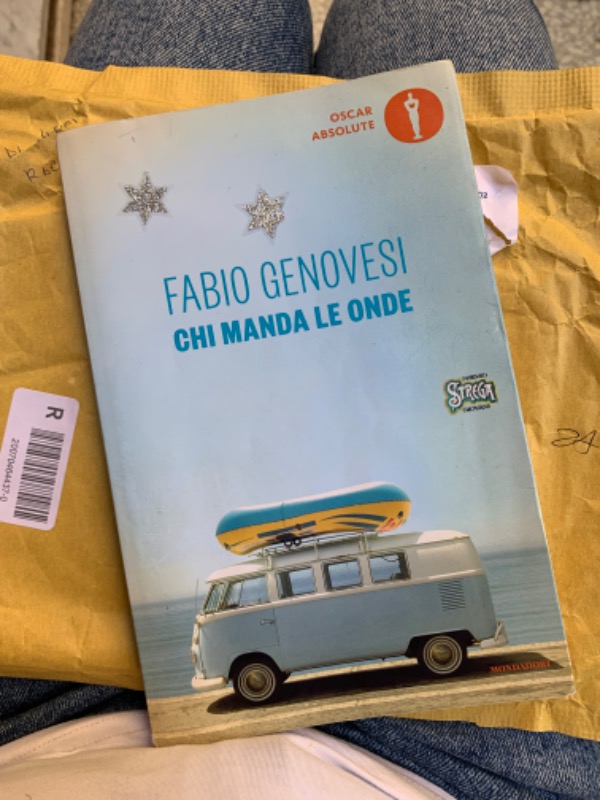 OSCAR
ABSOLUTE
FABIO GENOVESI
CHI MANDA LE ONDE
STREGA
MONDADORI
R